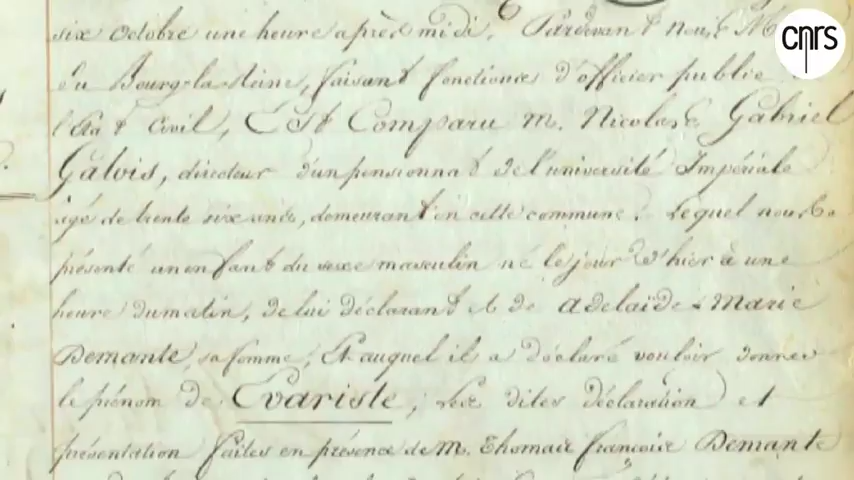 cnrs
six octobre une heure après midi, Pardevant nous M
du Bourg-la-Reine, faisant fonctions d'officier public
l'État civil, Est Comparu M. Nicolas Gabriel
Galois, directeur d'un pensionnat de l'université Impériale
agé de trente six ans, demeurant en cette commune. Lequel nous a
présenté un enfant du sexe masculin né le jour d'hier à une
heure du matin, de lui déclarant et de Adelaïde Marie
Demante, sa femme, Et auquel il a déclaré vouloir donner
le prénom de Evariste; Les dites déclaration et
présentation faites en présence de M. Thomas françois Demante